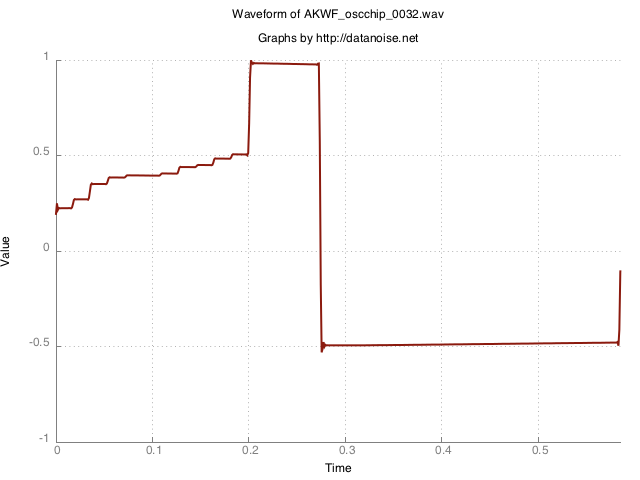 Waveform of AKWF_oscchip_0032.wav
Graphs by http://datanoise.net
1
0.5
0
-0.5
-1
Value
0
0.1
0.2
0.3
0.4
0.5
Time